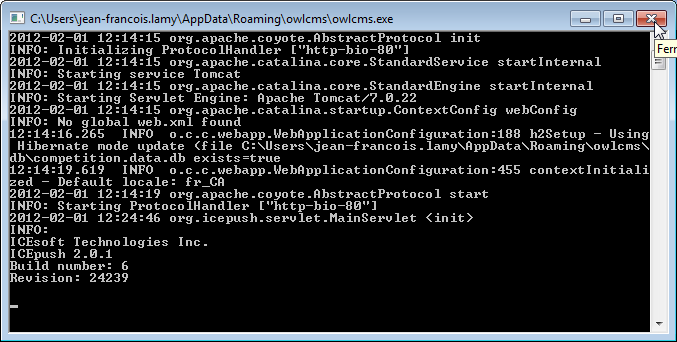 C:\Users\jean-francois.lamy\AppData\Roaming\owlcms\owlcms.exe
Ferr
2012-02-01 12:14:15 org.apache.coyote.AbstractProtocol init
INFO: Initializing ProtocolHandler ["http-bio-80"]
2012-02-01 12:14:15 org.apache.catalina.core.StandardService startInternal
INFO: Starting service Tomcat
2012-02-01 12:14:15 org.apache.catalina.core.StandardEngine startInternal
INFO: Starting Servlet Engine: Apache Tomcat/7.0.22
2012-02-01 12:14:15 org.apache.catalina.startup.ContextConfig webConfig
INFO: No global web.xml found
12:14:16.265  INFO  o.c.c.webapp.WebApplicationConfiguration:188 h2Setup - Using
 Hibernate mode update (file C:\Users\jean-francois.lamy\AppData\Roaming\owlcms\
db\competition.data.db exists=true
12:14:19.619  INFO  o.c.c.webapp.WebApplicationConfiguration:455 contextInitiali
zed - Default locale: fr_CA
2012-02-01 12:14:19 org.apache.coyote.AbstractProtocol start
INFO: Starting ProtocolHandler ["http-bio-80"]
2012-02-01 12:24:46 org.icepush.servlet.MainServlet <init>
INFO:
ICEsoft Technologies Inc.
ICEpush 2.0.1
Build number: 6
Revision: 24239